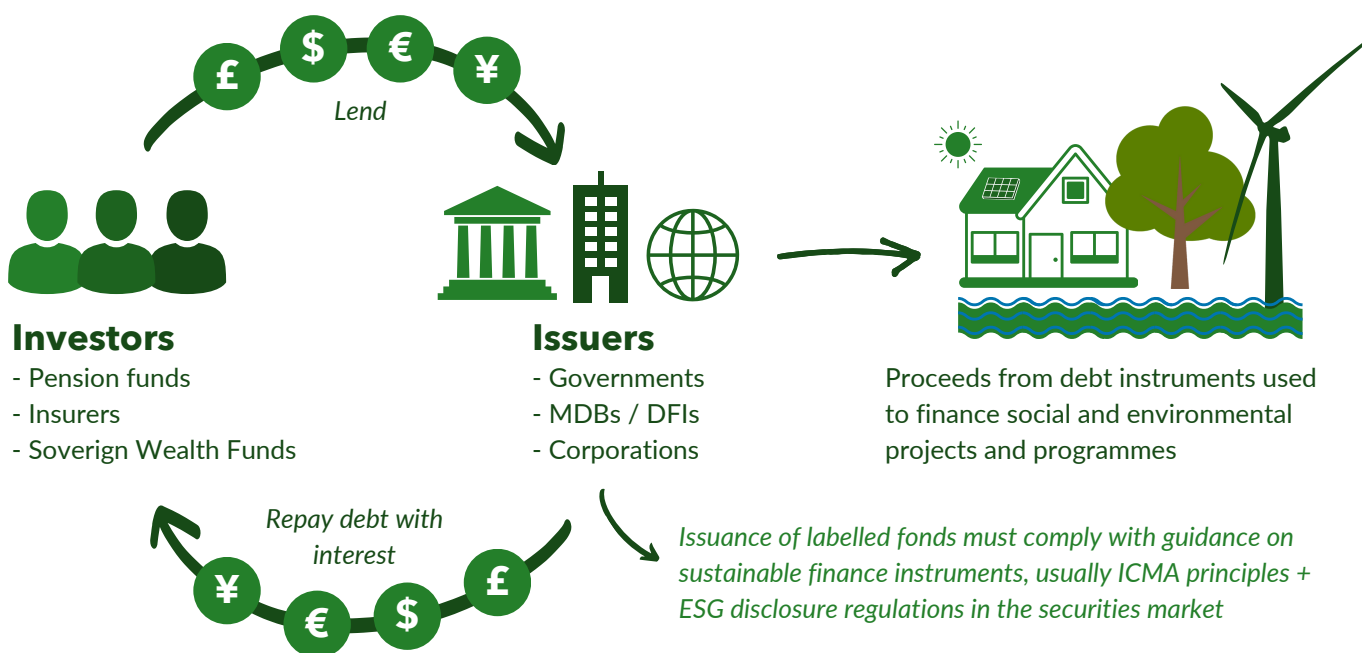 £ $ € ¥
Lend
Investors
- Pension funds
- Insurers
- Soverign Wealth Funds
Issuers
- Governments
- MDBs / DFIs
- Corporations
Proceeds from debt instruments used
to finance social and environmental
projects and programmes
Repay debt with
interest
¥ € $ £
Issuance of labelled fonds must comply with guidance on
sustainable finance instruments, usually ICMA principles +
ESG disclosure regulations in the securities market